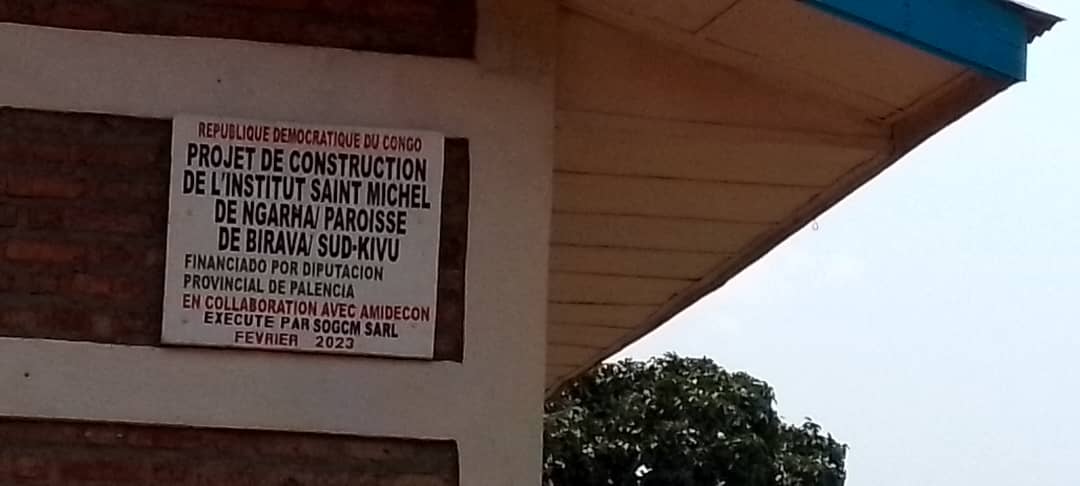 REPUBLIQUE DEMOCRATIQUE DU CONGO
PROJET DE CONSTRUCTION
DE L'INSTITUT SAINT MICHEL
DE NGARHA/ PAROISSE
DE BIRAVA/ SUD-KIVU
FINANCIADO POR DIPUTACION
PROVINCIAL DE PALENCIA
EN COLLABORATION AVEC AMIDECON
EXECUTE PAR SOGCM SARL
FEVRIER 2023